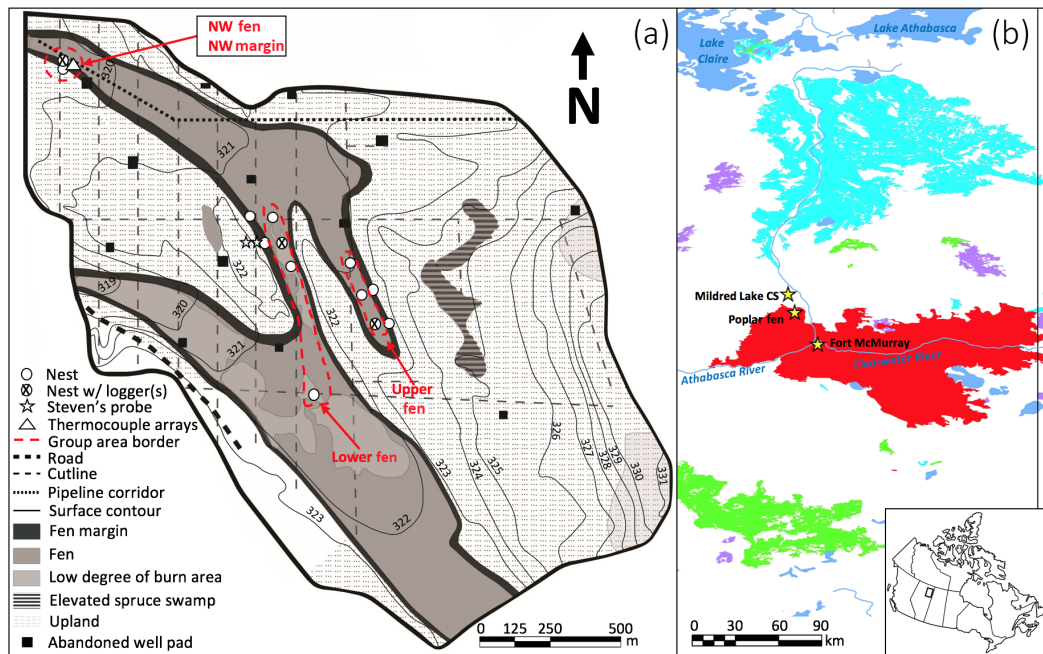 NW fen
NW margin
(a)
N
320
321
322
319
320
321
322
322
323
323
324
325
326
327
328
329
330
331
Upper
fen
Lower fen
Nest
Nest w/ logger(s)
Steven's probe
Thermocouple arrays
Group area border
Road
Cutline
Pipeline corridor
Surface contour
Fen margin
Fen
Low degree of burn area
Elevated spruce swamp
Upland
Abandoned well pad
0 125 250 500
m
(b)
Lake
Claire
Lake Athabasca
Mildred Lake CS
Poplar fen
Fort McMurray
Athabasca River
Clearwater River
0 30 60 90
km